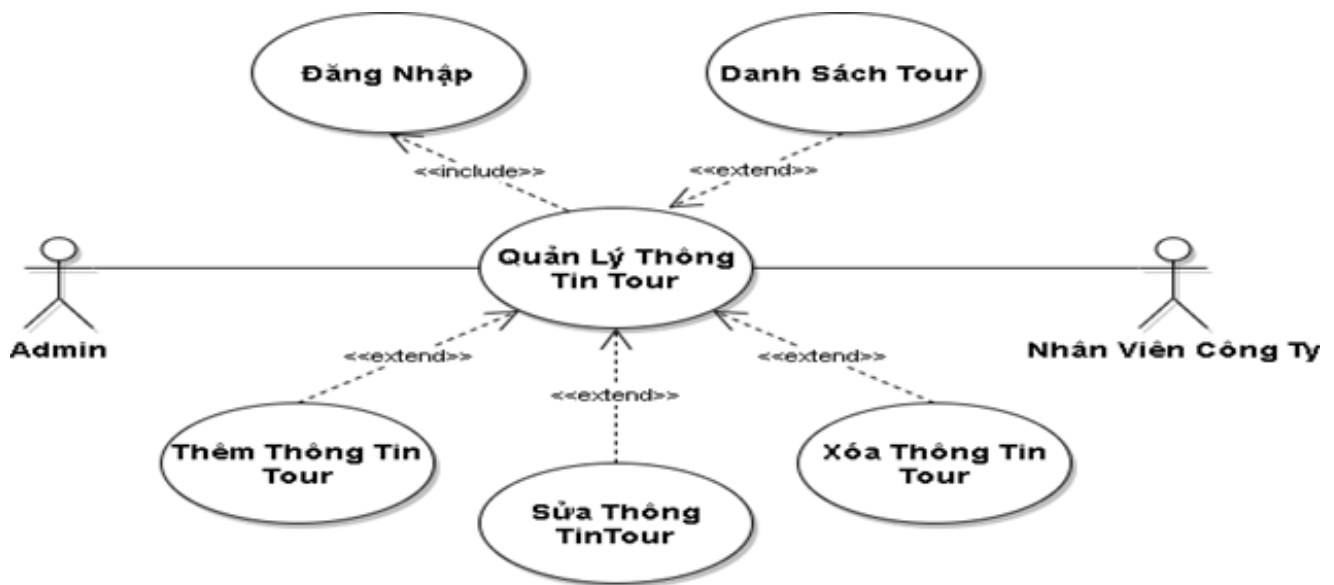 Đăng Nhập
Danh Sách Tour
<<include>>
<<extend>>
Quản Lý Thông
Tin Tour
Admin
Nhân Viên Công Ty
<<extend>>
<<extend>>
<<extend>>
Thêm Thông Tin
Tour
Sửa Thông
TinTour
Xóa Thông Tin
Tour